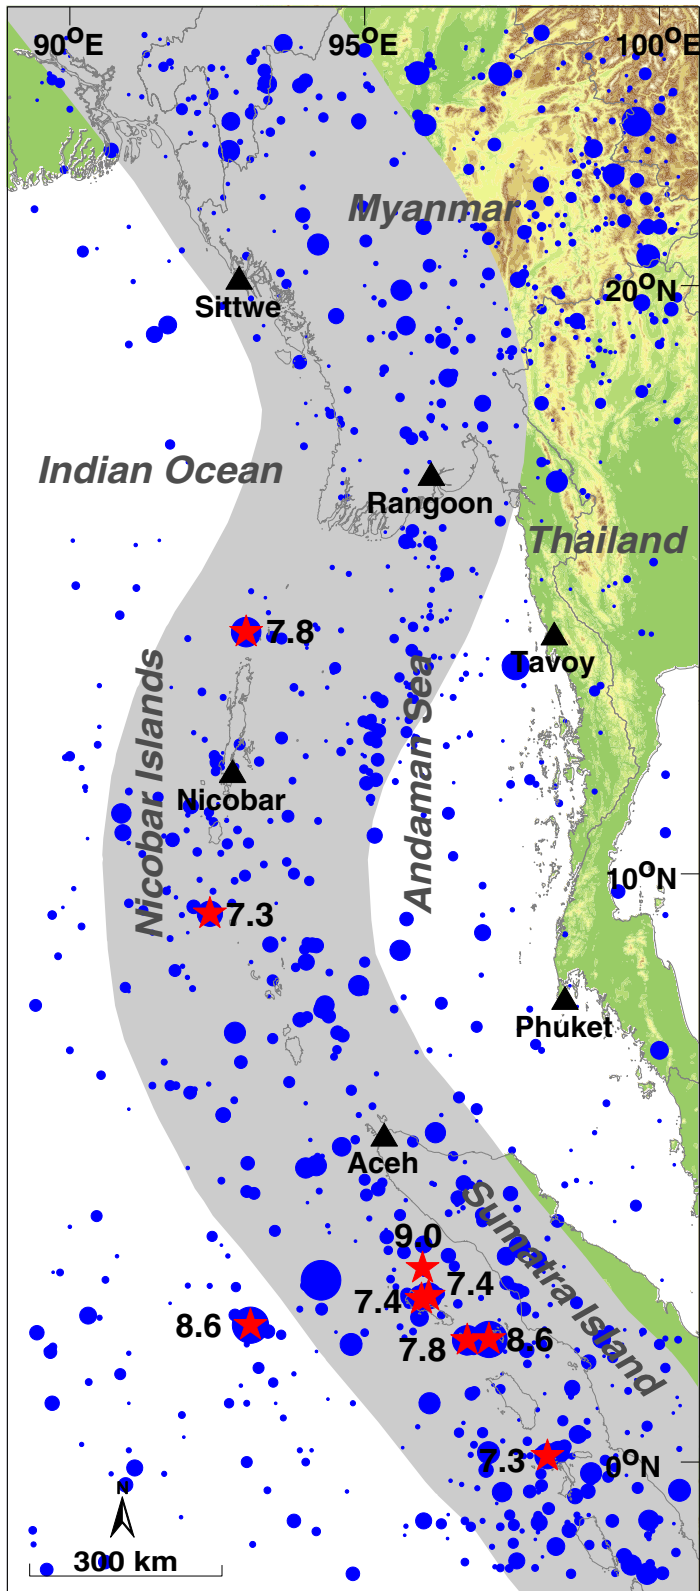 90°E
95°E
100°E
Myanmar
20°N
Sittwe
Indian Ocean
Rangoon
Thailand
7.8
Tavoy
Nicobar Islands
Andaman Sea
Nicobar
10°N
7.3
Phuket
Aceh
Sumatra Island
9.0
7.4
7.4
8.6
7.8
8.6
7.3
0°N
N
300 km